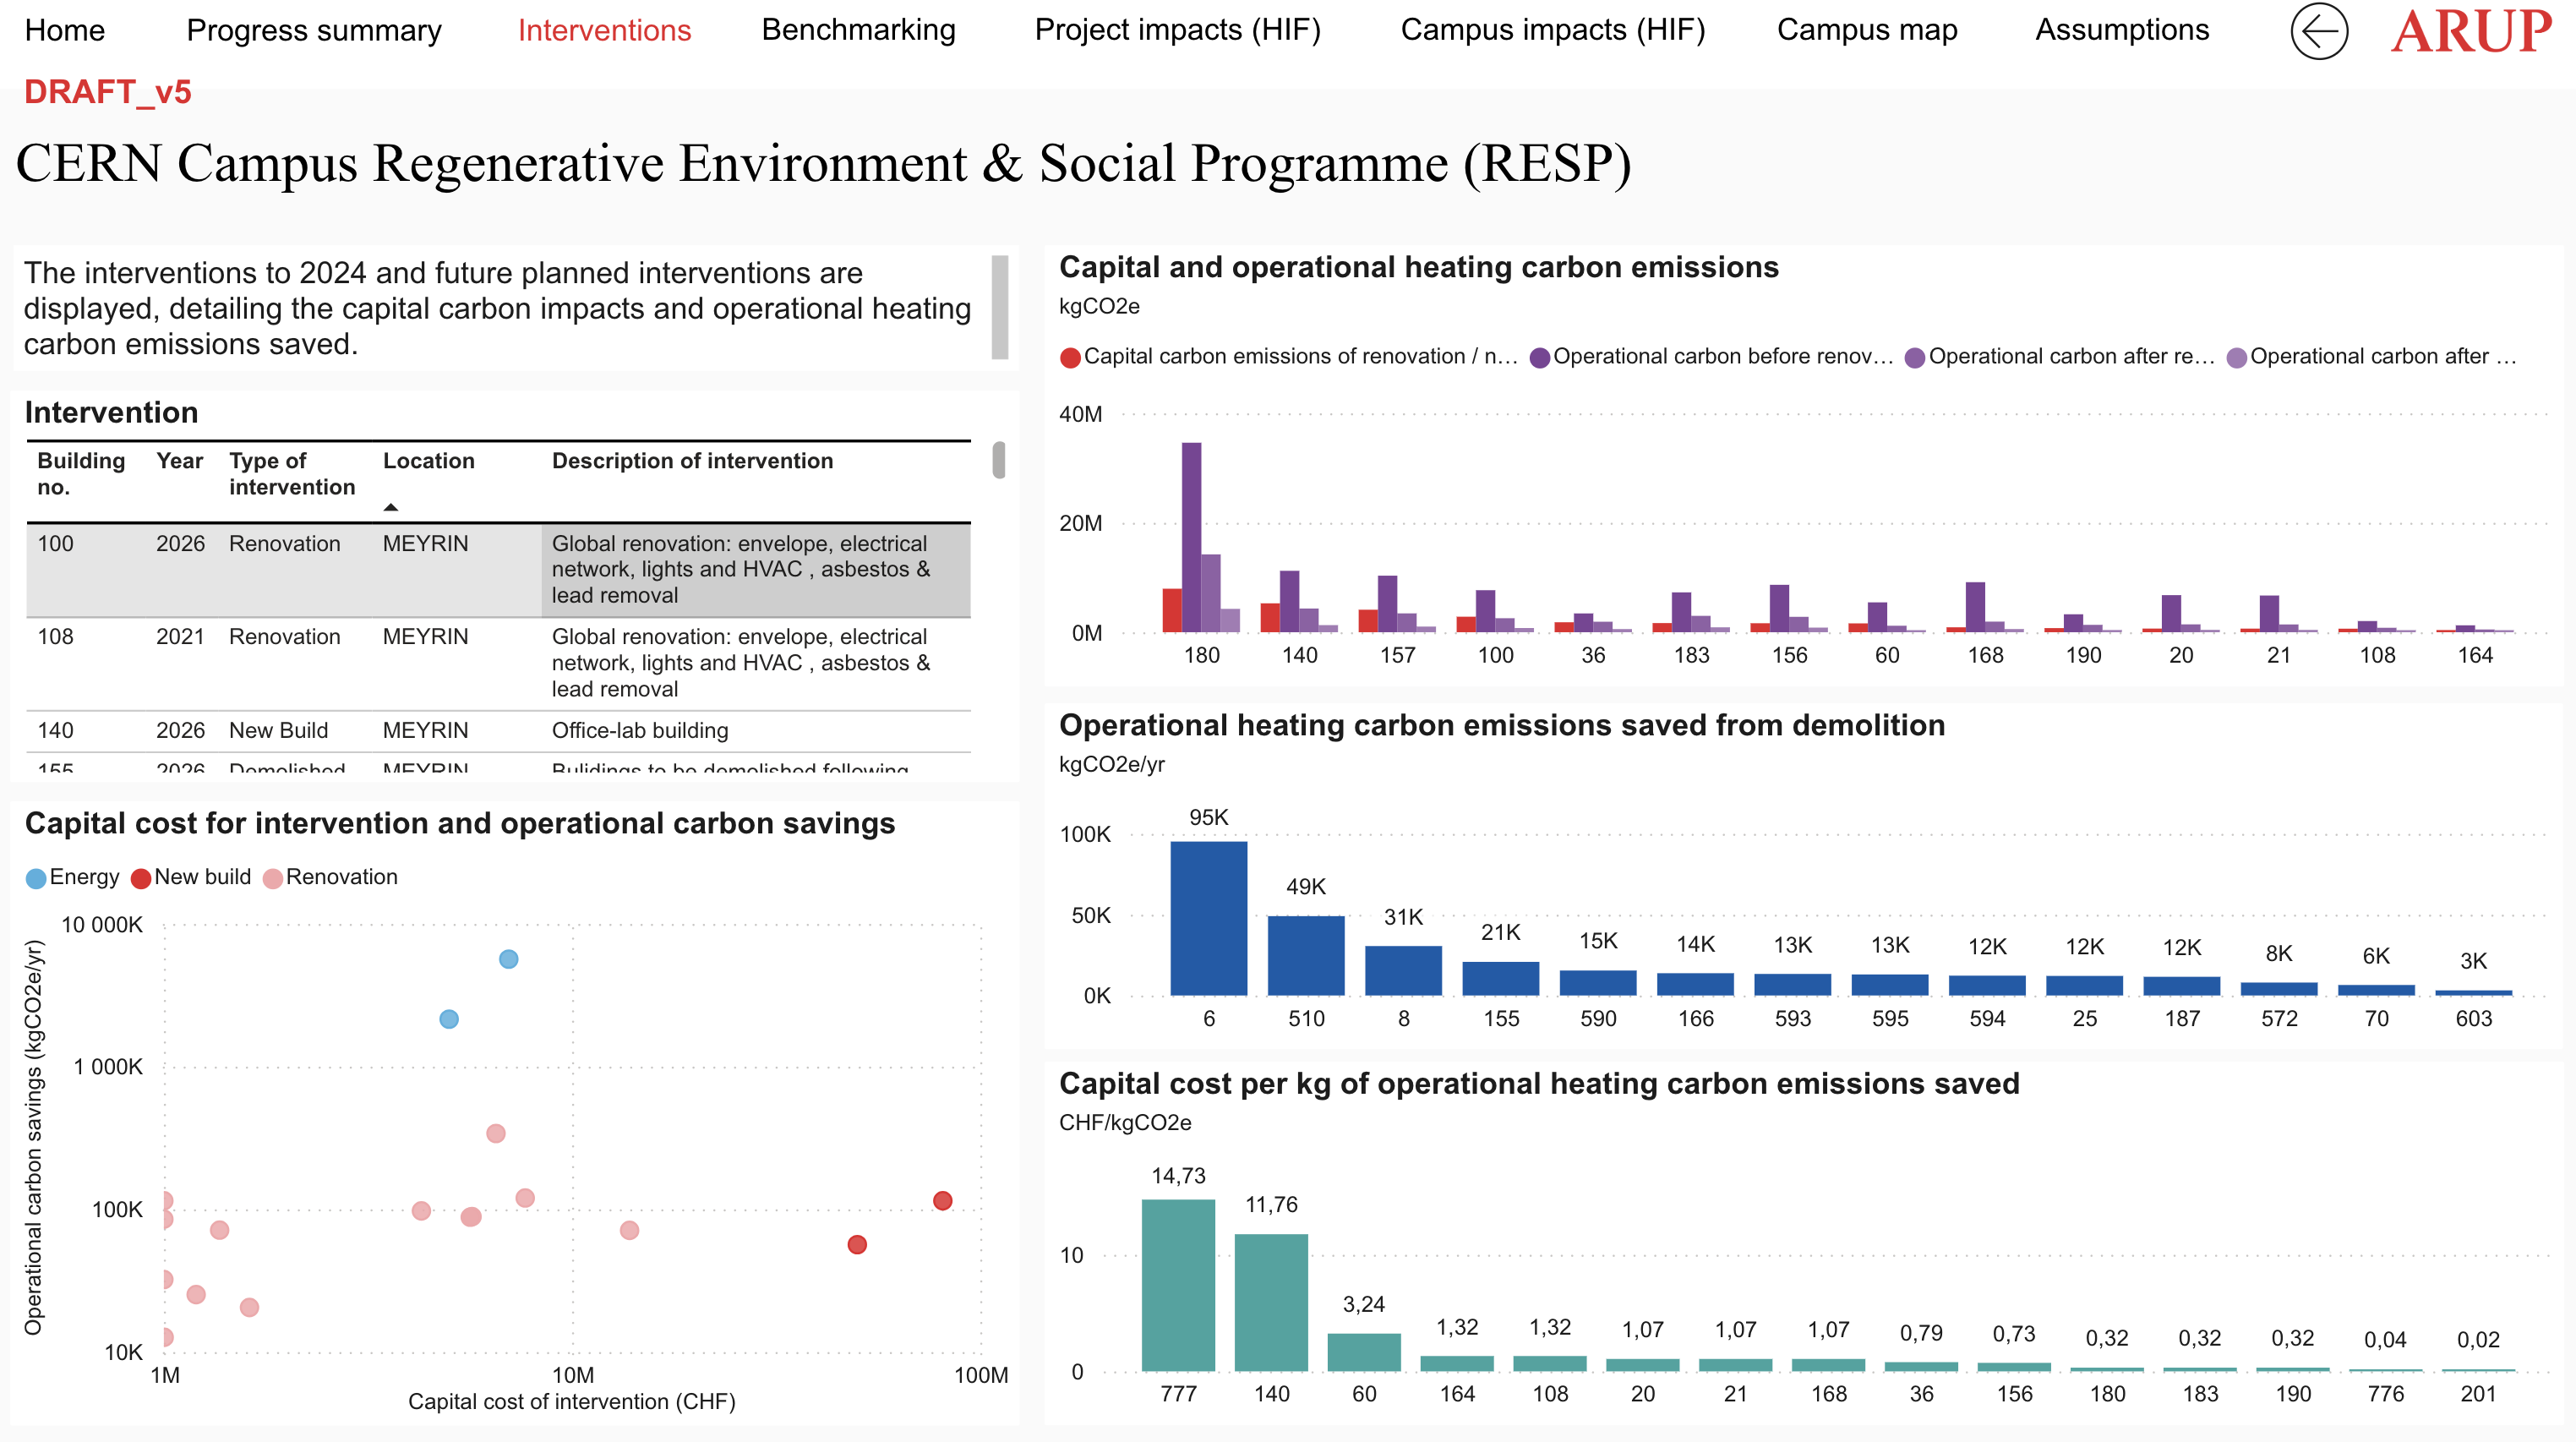 Home Progress summary Interventions Benchmarking Project impacts (HIF) Campus impacts (HIF) Campus map Assumptions ARUP
DRAFT_v5
CERN Campus Regenerative Environment & Social Programme (RESP)
The interventions to 2024 and future planned interventions are
displayed, detailing the capital carbon impacts and operational heating
carbon emissions saved.
Intervention
Building no. Year Type of intervention Location Description of intervention
100 2026 Renovation MEYRIN Global renovation: envelope, electrical
network, lights and HVAC , asbestos &
lead removal
108 2021 Renovation MEYRIN Global renovation: envelope, electrical
network, lights and HVAC , asbestos &
lead removal
140 2026 New Build MEYRIN Office-lab building
155 2026 Demolished MEYRIN Bulidings to be demolished following
Capital cost for intervention and operational carbon savings
Energy New build Renovation
Operational carbon savings (kgCO2e/yr)
10 000K
1 000K
100K
10K
1M 10M 100M
Capital cost of intervention (CHF)
Capital and operational heating carbon emissions
kgCO2e
Capital carbon emissions of renovation / n… Operational carbon before renov… Operational carbon after re… Operational carbon after …
40M
20M
0M
180 140 157 100 36 183 156 60 168 190 20 21 108 164
Operational heating carbon emissions saved from demolition
kgCO2e/yr
100K
50K
0K
95K 49K 31K 21K 15K 14K 13K 13K 12K 12K 12K 8K 6K 3K
6 510 8 155 590 166 593 595 594 25 187 572 70 603
Capital cost per kg of operational heating carbon emissions saved
CHF/kgCO2e
10
0
14,73 11,76 3,24 1,32 1,32 1,07 1,07 1,07 0,79 0,73 0,32 0,32 0,32 0,04 0,02
777 140 60 164 108 20 21 168 36 156 180 183 190 776 201